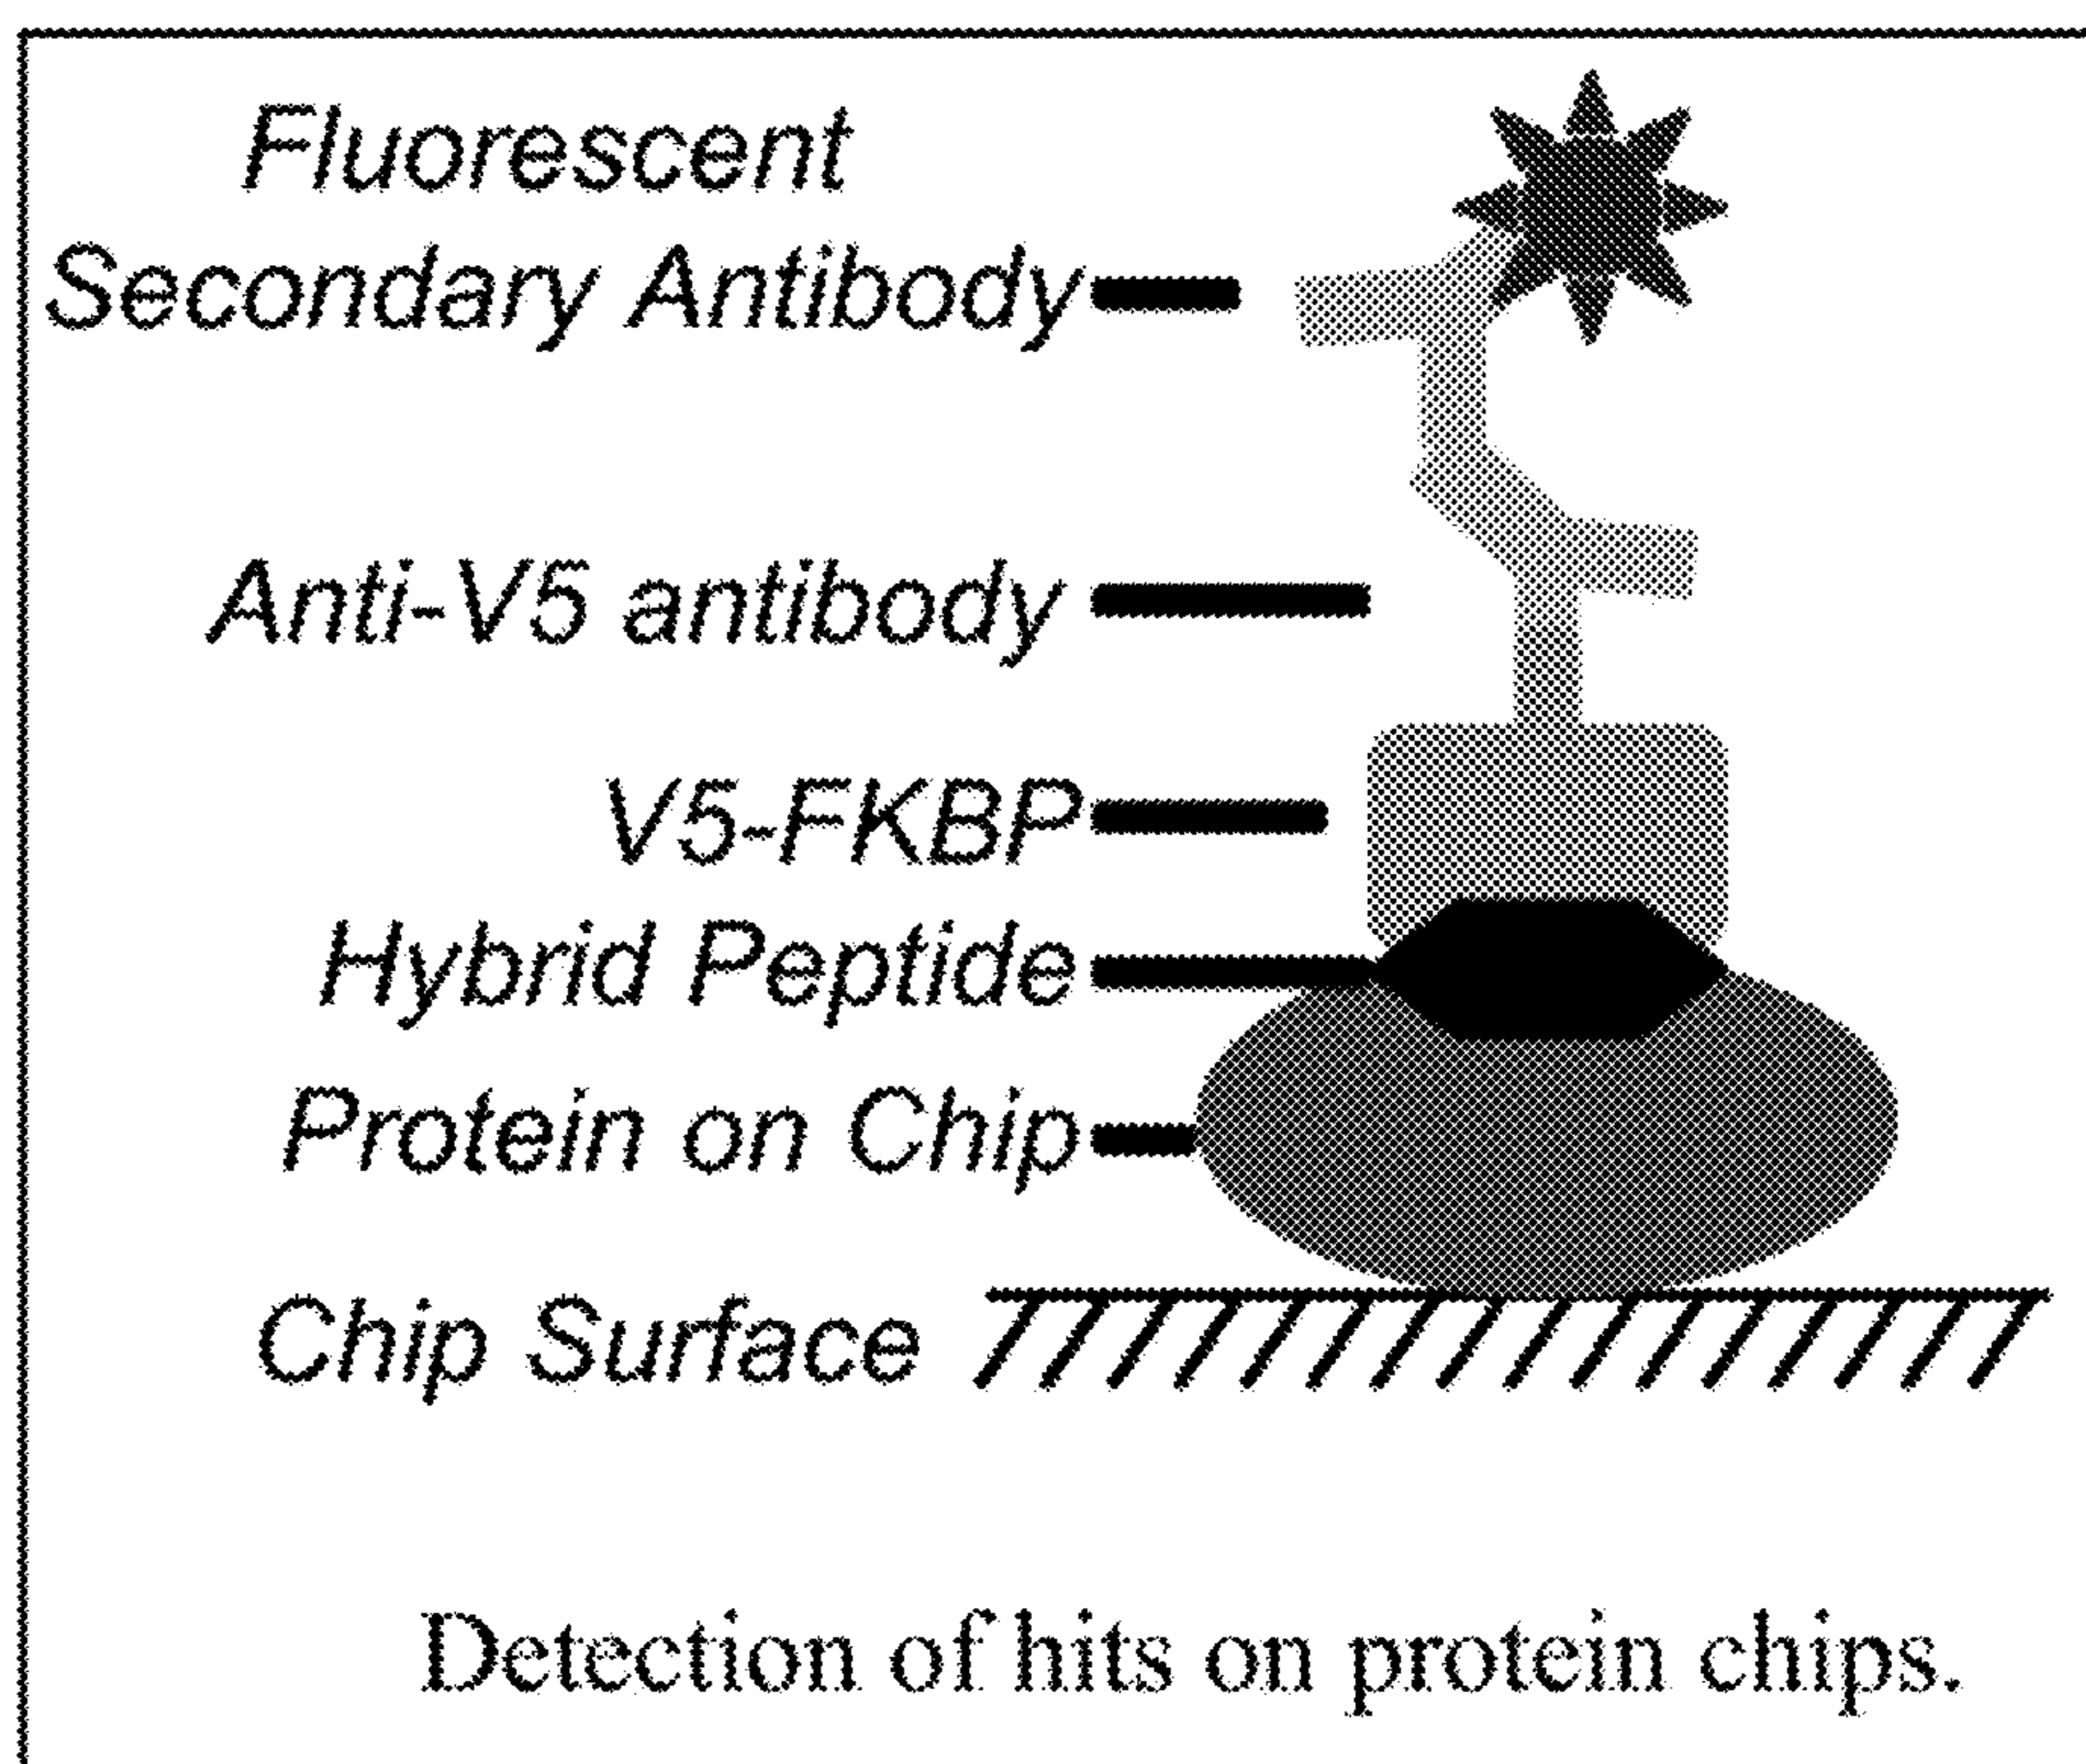 Fluorescent
Secondary Antibody
Anti-V5 antibody
V5-FKBP
Hybrid Peptide
Protein on Chip
Chip Surface
Detection of hits on protein chips.